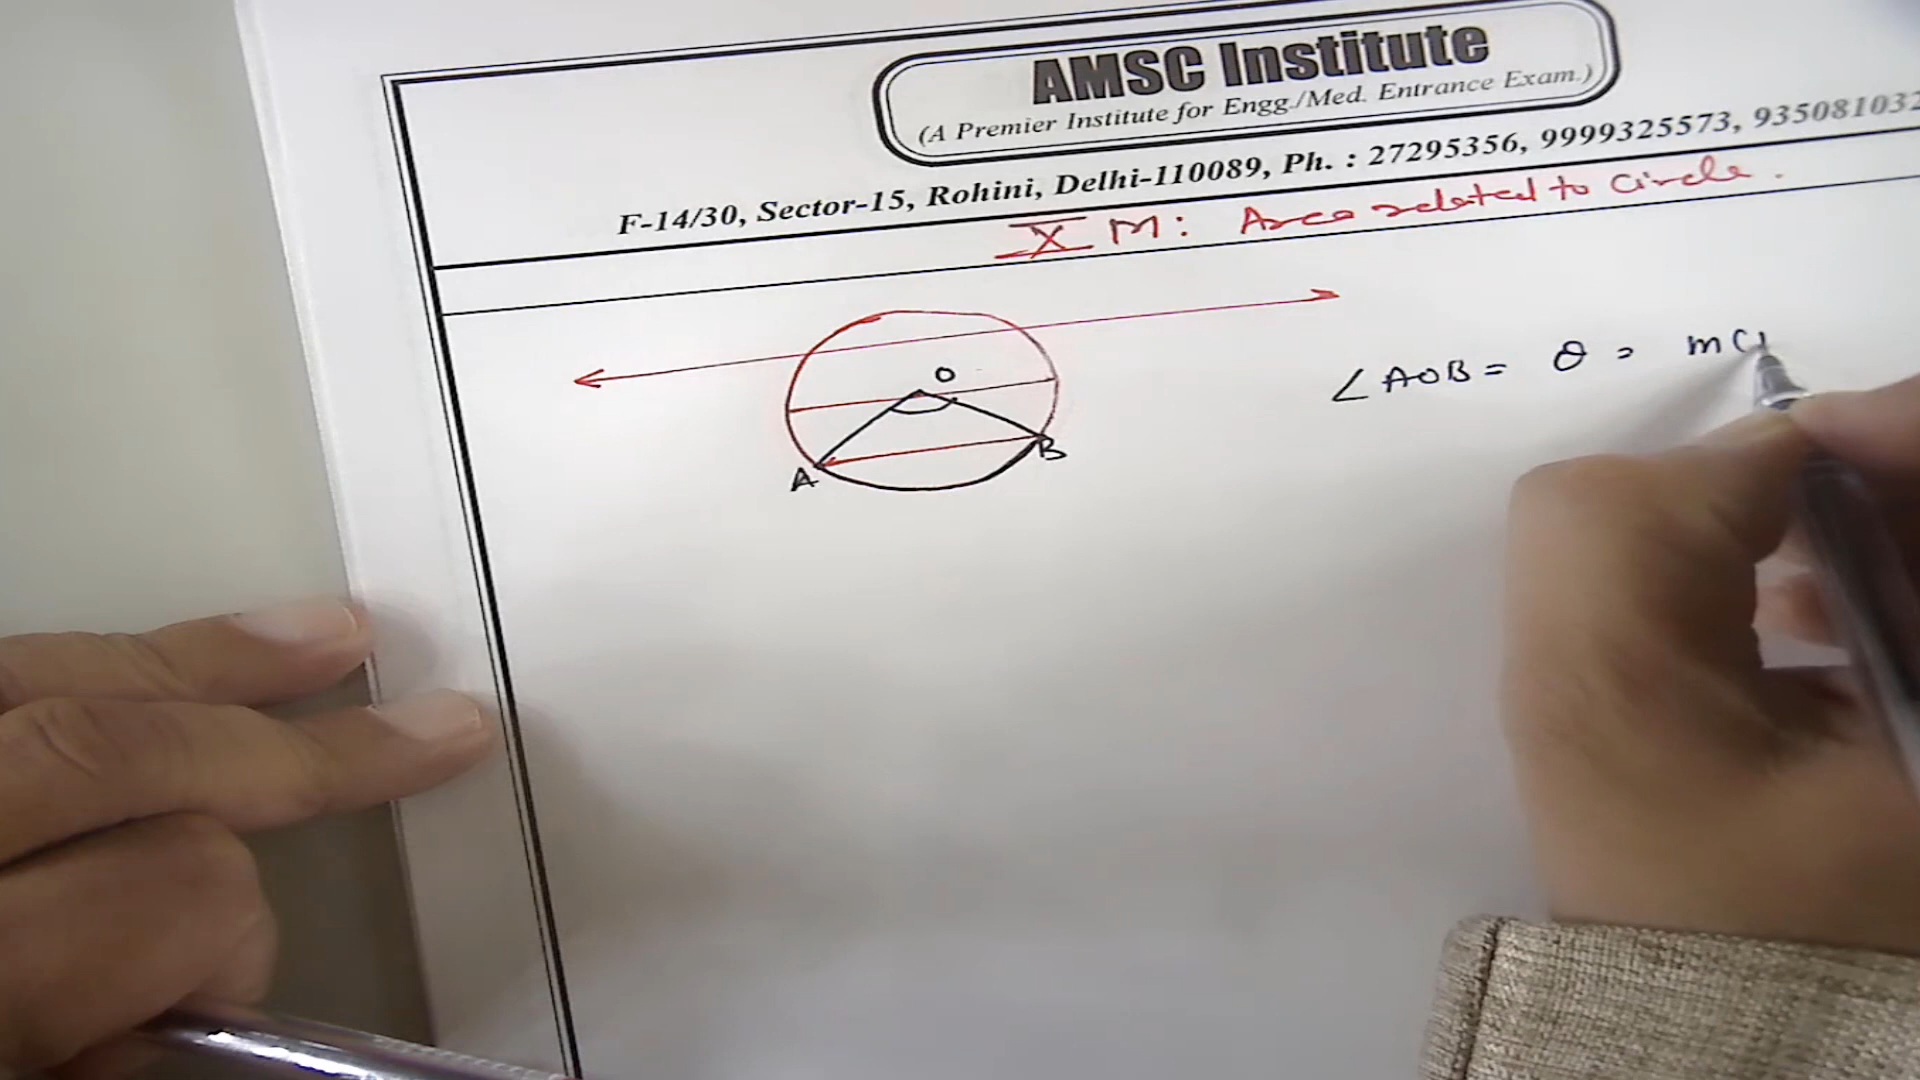 AMSC Institute
(A Premier Institute for Engg./Med. Entrance Exam.)
F-14/30, Sector-15, Rohini, Delhi-110089, Ph. : 27295356, 9999325573, 935081032
X M: Area related to Circle.
O
∠AOB = θ = m(
A
B